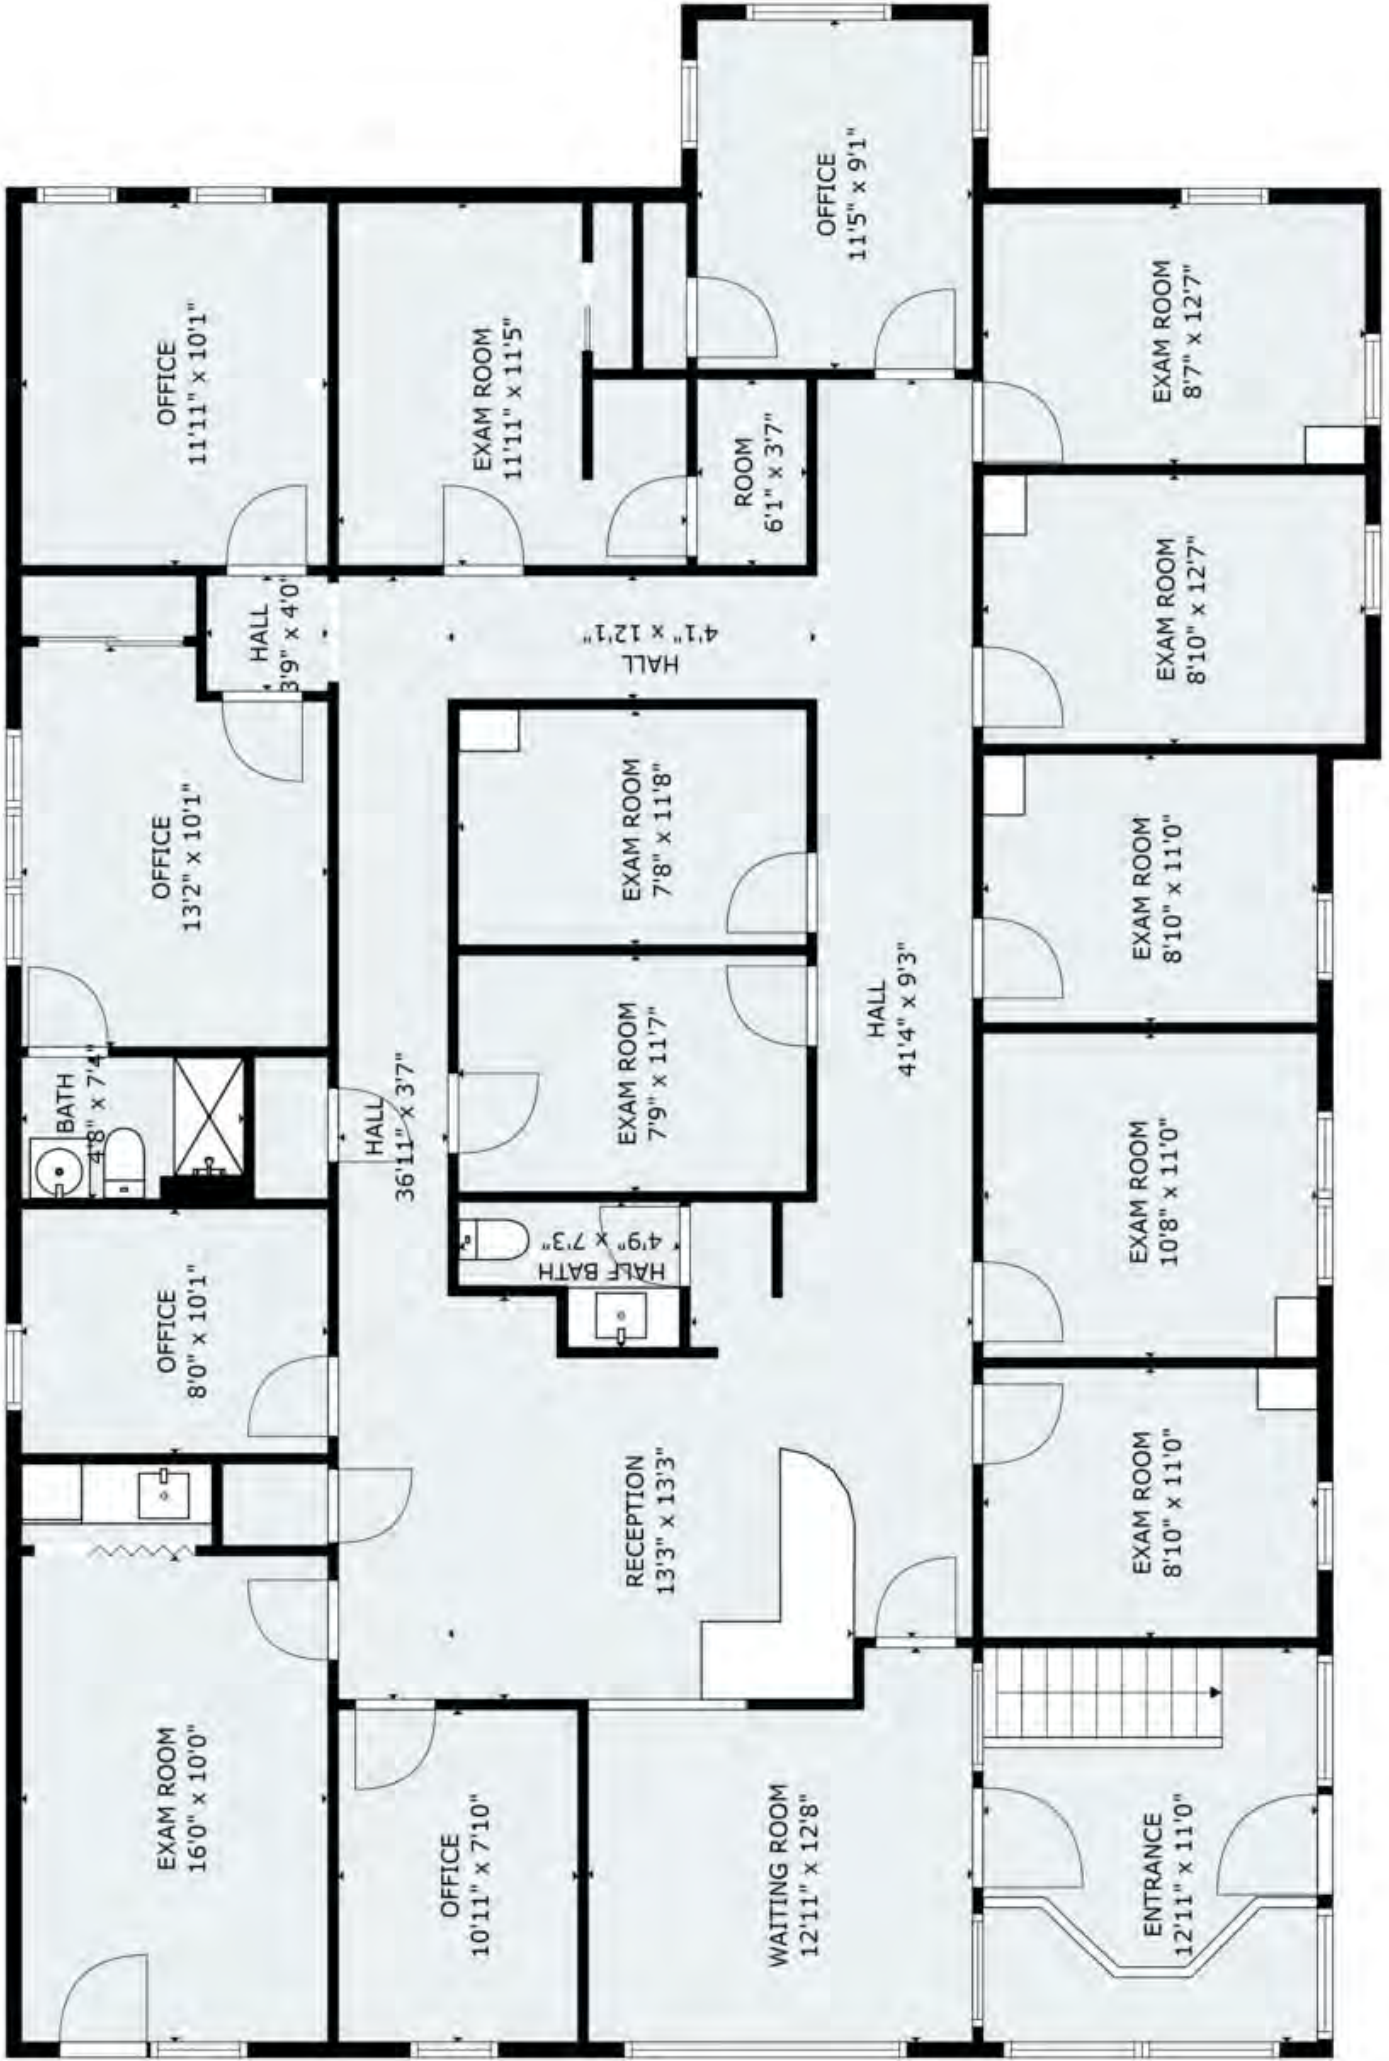 OFFICE
11'5" x 9'1"
OFFICE
11'11" x 10'1"
EXAM ROOM
11'11" x 11'5"
EXAM ROOM
8'7" x 12'7"
ROOM
6'1" x 3'7"
HALL
3'9" x 4'0"
HALL
4'1" x 12'1"
EXAM ROOM
8'10" x 12'7"
OFFICE
13'2" x 10'1"
EXAM ROOM
7'8" x 11'8"
EXAM ROOM
8'10" x 11'0"
HALL
41'4" x 9'3"
BATH
4'8" x 7'4"
HALL
36'11" x 3'7"
EXAM ROOM
7'9" x 11'7"
EXAM ROOM
10'8" x 11'0"
HALF BATH
4'9" x 7'3"
OFFICE
8'0" x 10'1"
RECEPTION
13'3" x 13'3"
EXAM ROOM
8'10" x 11'0"
EXAM ROOM
16'0" x 10'0"
OFFICE
10'11" x 7'10"
WAITING ROOM
12'11" x 12'8"
ENTRANCE
12'11" x 11'0"